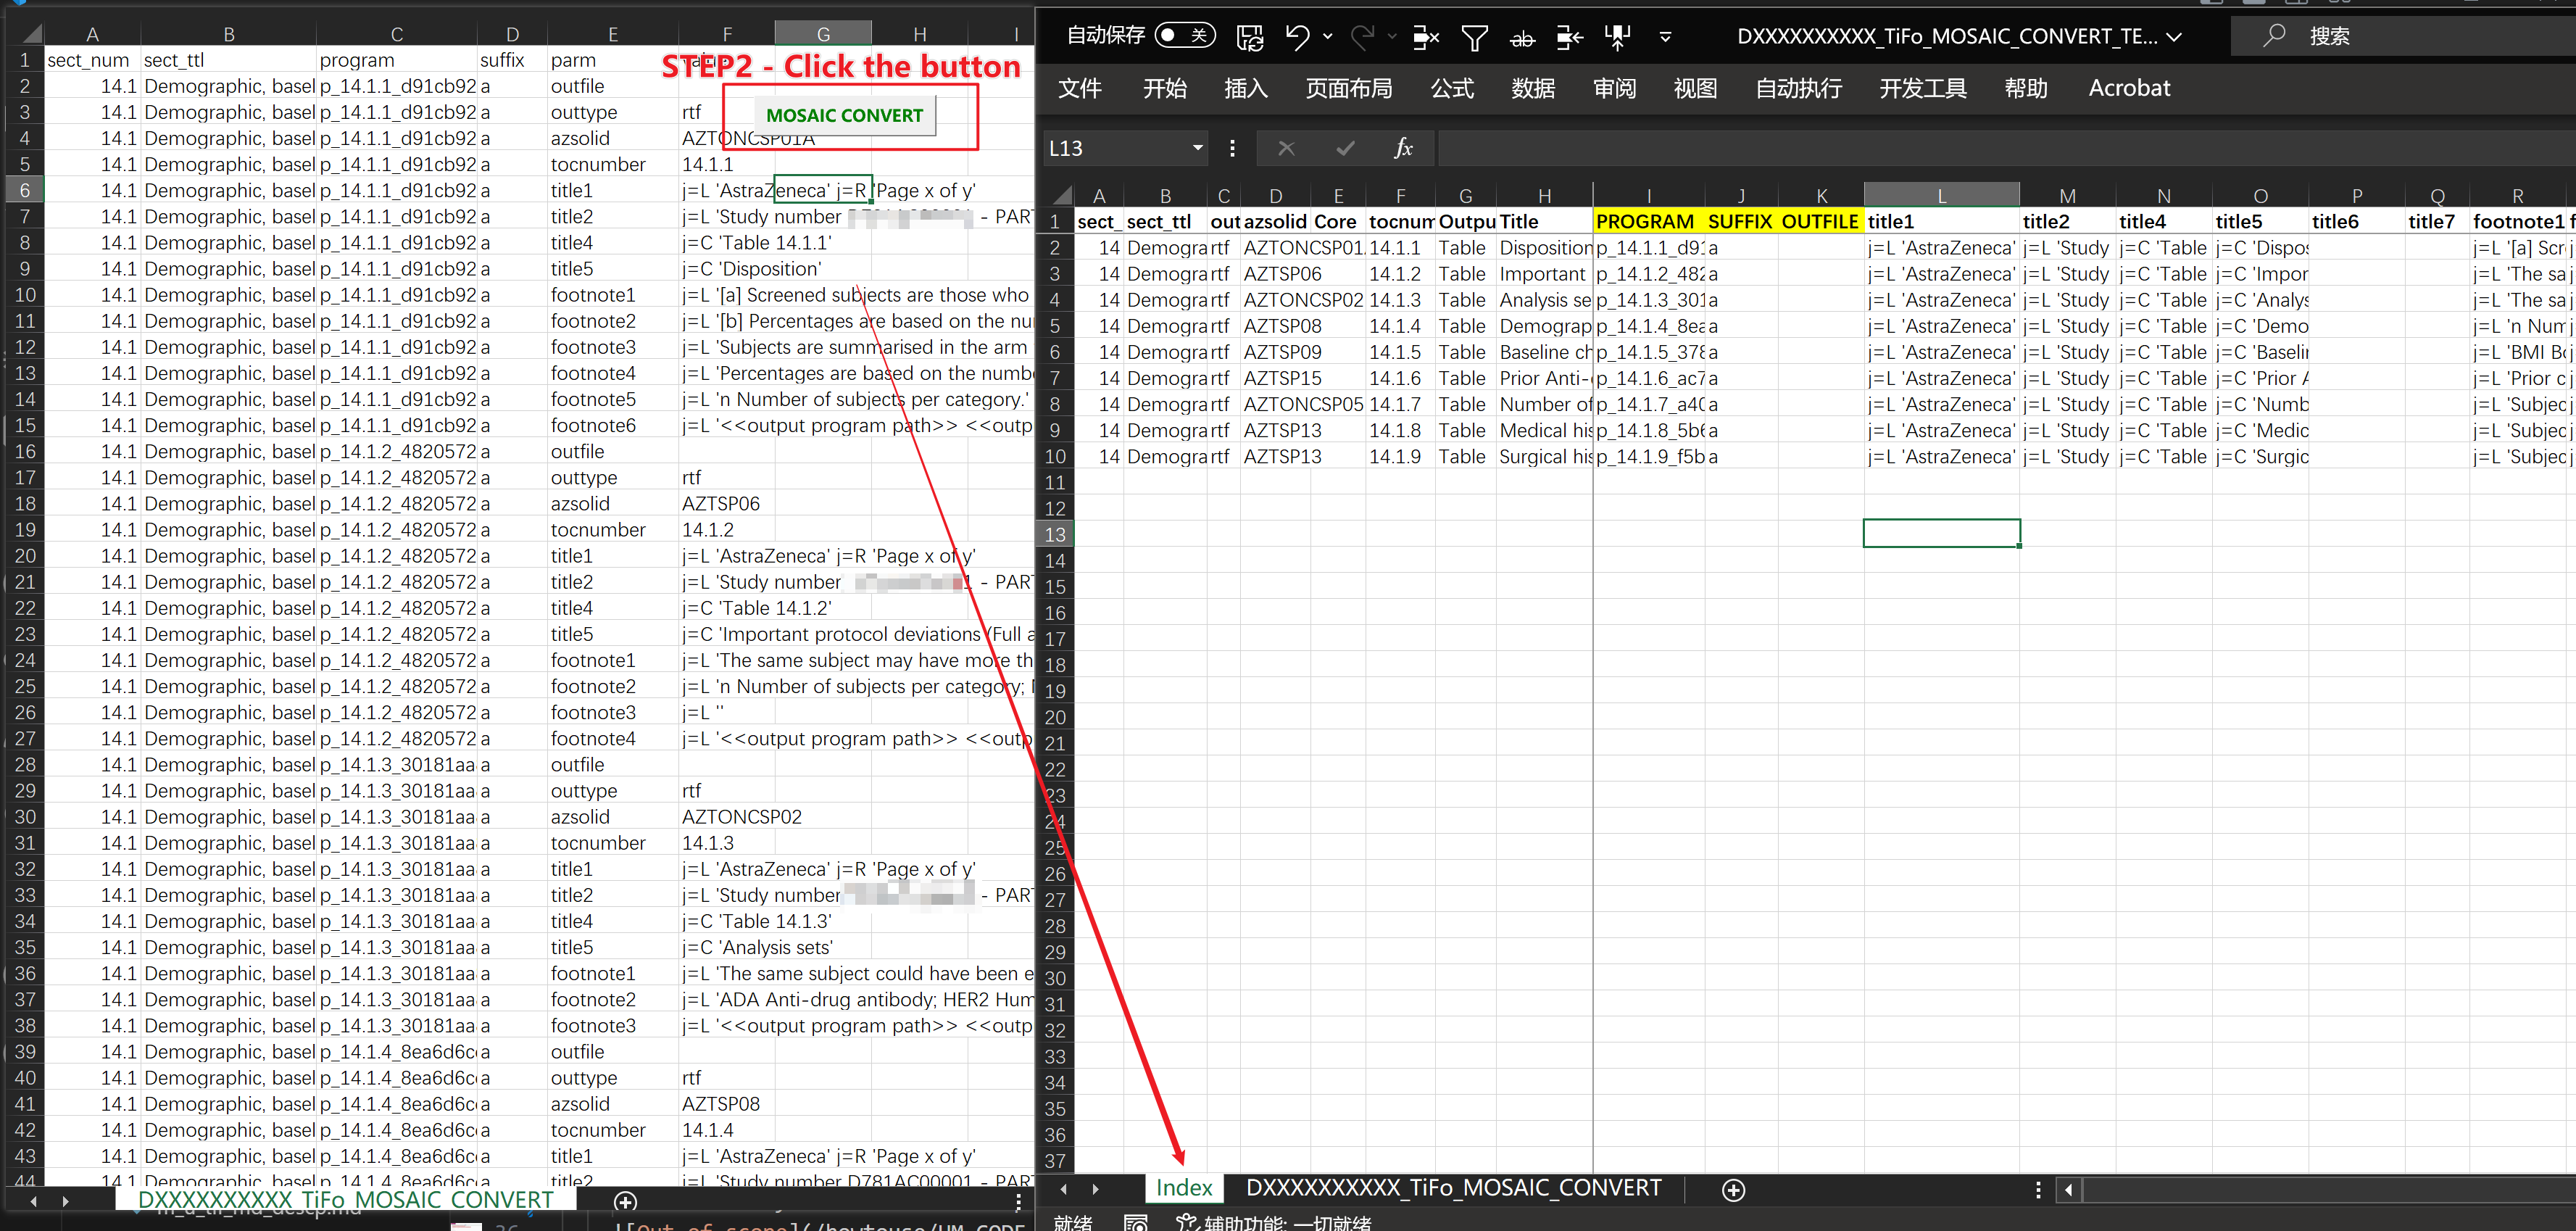 A B C D E F G H I
1 sect_num sect_ttl program suffix parm
STEP2 - Click the button
2 14.1 Demographic, basel p_14.1.1_d91cb92 a outfile
3 14.1 Demographic, basel p_14.1.1_d91cb92 a outtype rtf
MOSAIC CONVERT
4 14.1 Demographic, basel p_14.1.1_d91cb92 a azsolid AZTONCSP01A
5 14.1 Demographic, basel p_14.1.1_d91cb92 a tocnumber 14.1.1
6 14.1 Demographic, basel p_14.1.1_d91cb92 a title1 j=L 'AstraZeneca' j=R 'Page x of y'
7 14.1 Demographic, basel p_14.1.1_d91cb92 a title2 j=L 'Study number - PART
8 14.1 Demographic, basel p_14.1.1_d91cb92 a title4 j=C 'Table 14.1.1'
9 14.1 Demographic, basel p_14.1.1_d91cb92 a title5 j=C 'Disposition'
10 14.1 Demographic, basel p_14.1.1_d91cb92 a footnote1 j=L '[a] Screened subjects are those who
11 14.1 Demographic, basel p_14.1.1_d91cb92 a footnote2 j=L '[b] Percentages are based on the nu
12 14.1 Demographic, basel p_14.1.1_d91cb92 a footnote3 j=L 'Subjects are summarised in the arm
13 14.1 Demographic, basel p_14.1.1_d91cb92 a footnote4 j=L 'Percentages are based on the numbe
14 14.1 Demographic, basel p_14.1.1_d91cb92 a footnote5 j=L 'n Number of subjects per category.'
15 14.1 Demographic, basel p_14.1.1_d91cb92 a footnote6 j=L '<<output program path>> <<outp
16 14.1 Demographic, basel p_14.1.2_4820572 a outfile
17 14.1 Demographic, basel p_14.1.2_4820572 a outtype rtf
18 14.1 Demographic, basel p_14.1.2_4820572 a azsolid AZTSP06
19 14.1 Demographic, basel p_14.1.2_4820572 a tocnumber 14.1.2
20 14.1 Demographic, basel p_14.1.2_4820572 a title1 j=L 'AstraZeneca' j=R 'Page x of y'
21 14.1 Demographic, basel p_14.1.2_4820572 a title2 j=L 'Study number 1 - PART
22 14.1 Demographic, basel p_14.1.2_4820572 a title4 j=C 'Table 14.1.2'
23 14.1 Demographic, basel p_14.1.2_4820572 a title5 j=C 'Important protocol deviations (Full a
24 14.1 Demographic, basel p_14.1.2_4820572 a footnote1 j=L 'The same subject may have more th
25 14.1 Demographic, basel p_14.1.2_4820572 a footnote2 j=L 'n Number of subjects per category;
26 14.1 Demographic, basel p_14.1.2_4820572 a footnote3 j=L ''
27 14.1 Demographic, basel p_14.1.2_4820572 a footnote4 j=L '<<output program path>> <<outp
28 14.1 Demographic, basel p_14.1.3_30181aa a outfile
29 14.1 Demographic, basel p_14.1.3_30181aa a outtype rtf
30 14.1 Demographic, basel p_14.1.3_30181aa a azsolid AZTONCSP02
31 14.1 Demographic, basel p_14.1.3_30181aa a tocnumber 14.1.3
32 14.1 Demographic, basel p_14.1.3_30181aa a title1 j=L 'AstraZeneca' j=R 'Page x of y'
33 14.1 Demographic, basel p_14.1.3_30181aa a title2 j=L 'Study number - PART
34 14.1 Demographic, basel p_14.1.3_30181aa a title4 j=C 'Table 14.1.3'
35 14.1 Demographic, basel p_14.1.3_30181aa a title5 j=C 'Analysis sets'
36 14.1 Demographic, basel p_14.1.3_30181aa a footnote1 j=L 'The same subject could have been e
37 14.1 Demographic, basel p_14.1.3_30181aa a footnote2 j=L 'ADA Anti-drug antibody; HER2 Hum
38 14.1 Demographic, basel p_14.1.3_30181aa a footnote3 j=L '<<output program path>> <<outp
39 14.1 Demographic, basel p_14.1.4_8ea6d6c a outfile
40 14.1 Demographic, basel p_14.1.4_8ea6d6c a outtype rtf
41 14.1 Demographic, basel p_14.1.4_8ea6d6c a azsolid AZTSP08
42 14.1 Demographic, basel p_14.1.4_8ea6d6c a tocnumber 14.1.4
43 14.1 Demographic, basel p_14.1.4_8ea6d6c a title1 j=L 'AstraZeneca' j=R 'Page x of y'
44 14.1 Demographic, basel p_14.1.4_8ea6d6c a title2 j=L 'Study number D781AC00001 - PART
DXXXXXXXXXX_TiFo_MOSAIC_CONVERT
自动保存 关 DXXXXXXXXXX_TiFo_MOSAIC_CONVERT_TE... 搜索
文件 开始 插入 页面布局 公式 数据 审阅 视图 自动执行 开发工具 帮助 Acrobat
L13 fx
A B C D E F G H I J K L M N O P Q R
1 sect_ sect_ttl out azsolid Core tocnum Outpu Title PROGRAM SUFFIX OUTFILE title1 title2 title4 title5 title6 title7 footnote1 f
2 14 Demogra rtf AZTONCSP01 14.1.1 Table Disposition p_14.1.1_d91 a j=L 'AstraZeneca' j=L 'Study j=C 'Table j=C 'Dispos j=L '[a] Scr j
3 14 Demogra rtf AZTSP06 14.1.2 Table Important p_14.1.2_482 a j=L 'AstraZeneca' j=L 'Study j=C 'Table j=C 'Impor j=L 'The sa j
4 14 Demogra rtf AZTONCSP02 14.1.3 Table Analysis se p_14.1.3_301 a j=L 'AstraZeneca' j=L 'Study j=C 'Table j=C 'Analys j=L 'The sa j
5 14 Demogra rtf AZTSP08 14.1.4 Table Demograp p_14.1.4_8ea a j=L 'AstraZeneca' j=L 'Study j=C 'Table j=C 'Demo j=L 'n Num j
6 14 Demogra rtf AZTSP09 14.1.5 Table Baseline ch p_14.1.5_378 a j=L 'AstraZeneca' j=L 'Study j=C 'Table j=C 'Baselin j=L 'BMI Bo j
7 14 Demogra rtf AZTSP15 14.1.6 Table Prior Anti- p_14.1.6_ac7 a j=L 'AstraZeneca' j=L 'Study j=C 'Table j=C 'Prior A j=L 'Prior c j
8 14 Demogra rtf AZTONCSP05 14.1.7 Table Number of p_14.1.7_a40 a j=L 'AstraZeneca' j=L 'Study j=C 'Table j=C 'Numb j=L 'Subjec j
9 14 Demogra rtf AZTSP13 14.1.8 Table Medical his p_14.1.8_5b6 a j=L 'AstraZeneca' j=L 'Study j=C 'Table j=C 'Medic j=L 'Subjec j
10 14 Demogra rtf AZTSP13 14.1.9 Table Surgical his p_14.1.9_f5b a j=L 'AstraZeneca' j=L 'Study j=C 'Table j=C 'Surgic j=L 'Subjec j
11
12
13
14
15
16
17
18
19
20
21
22
23
24
25
26
27
28
29
30
31
32
33
34
35
36
37
Index DXXXXXXXXXX_TiFo_MOSAIC_CONVERT
就绪 辅助功能: 一切就绪